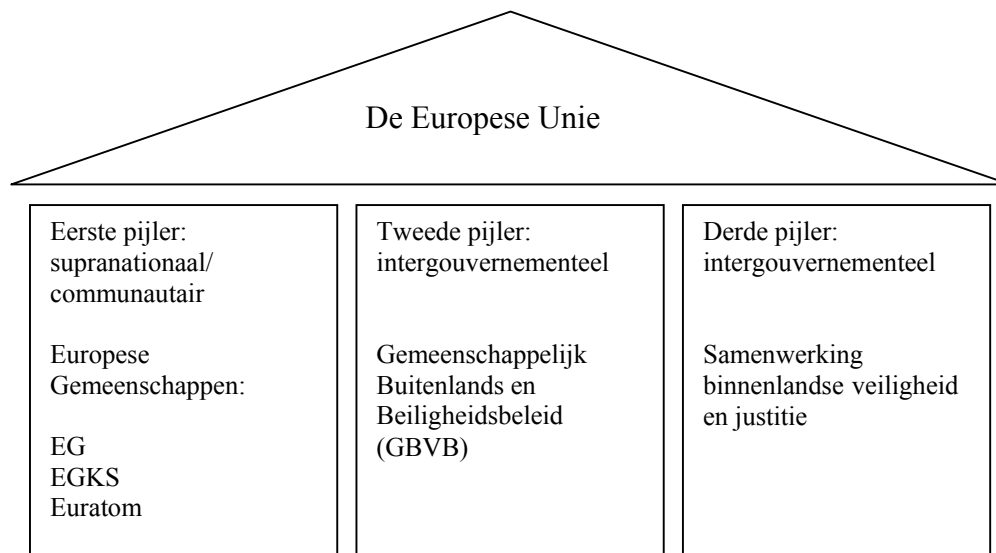 De Europese Unie
Eerste pijler:
supranationaal/
communautair
Europese
Gemeenschappen:
EG
EGKS
Euratom
Tweede pijler:
intergouvernementeel
Gemeenschappelijk
Buitenlands en
Beiligheidsbeleid
(GBVB)
Derde pijler:
intergouvernementeel
Samenwerking
binnenlandse veiligheid
en justitie